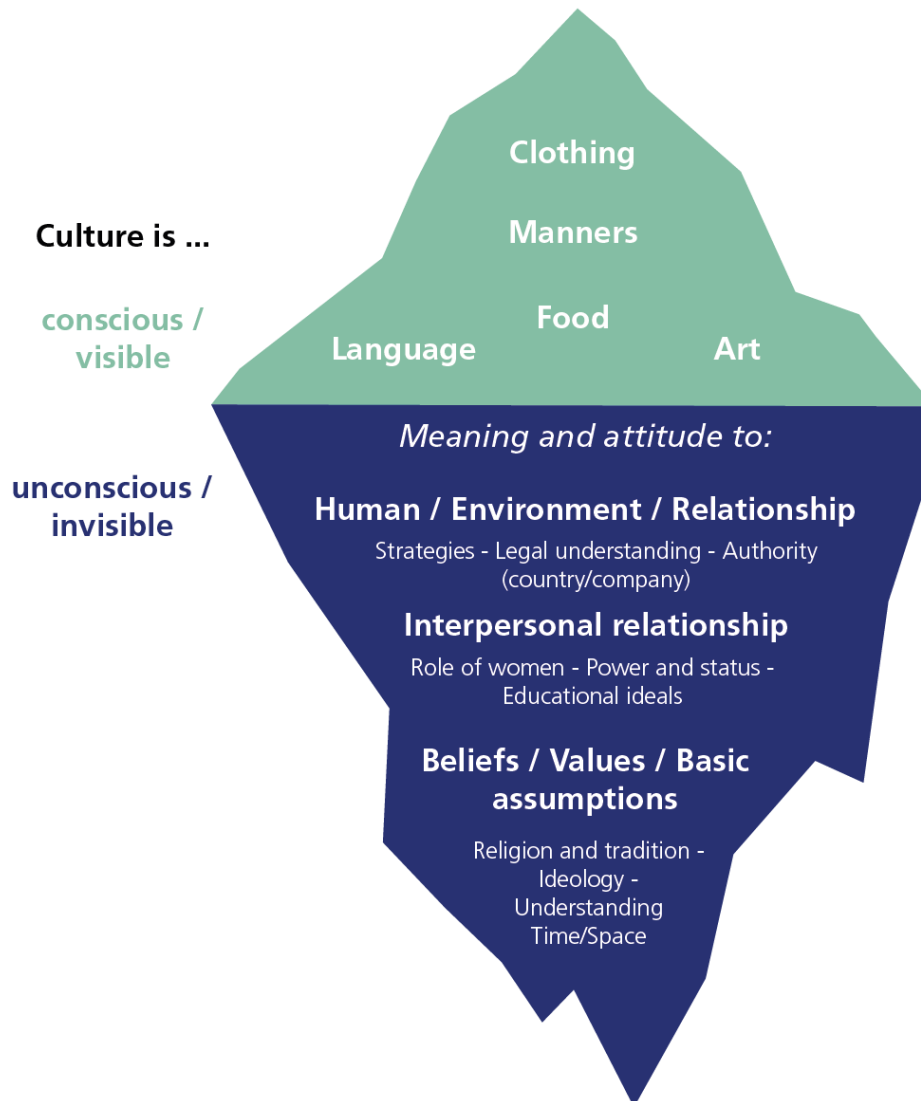 Clothing
Culture is ...
Manners
conscious /
visible
Food
Language
Art
Meaning and attitude to:
unconscious /
invisible
Human / Environment / Relationship
Strategies - Legal understanding - Authority
(country/company)
Interpersonal relationship
Role of women - Power and status -
Educational ideals
Beliefs / Values / Basic
assumptions
Religion and tradition -
Ideology -
Understanding
Time/Space